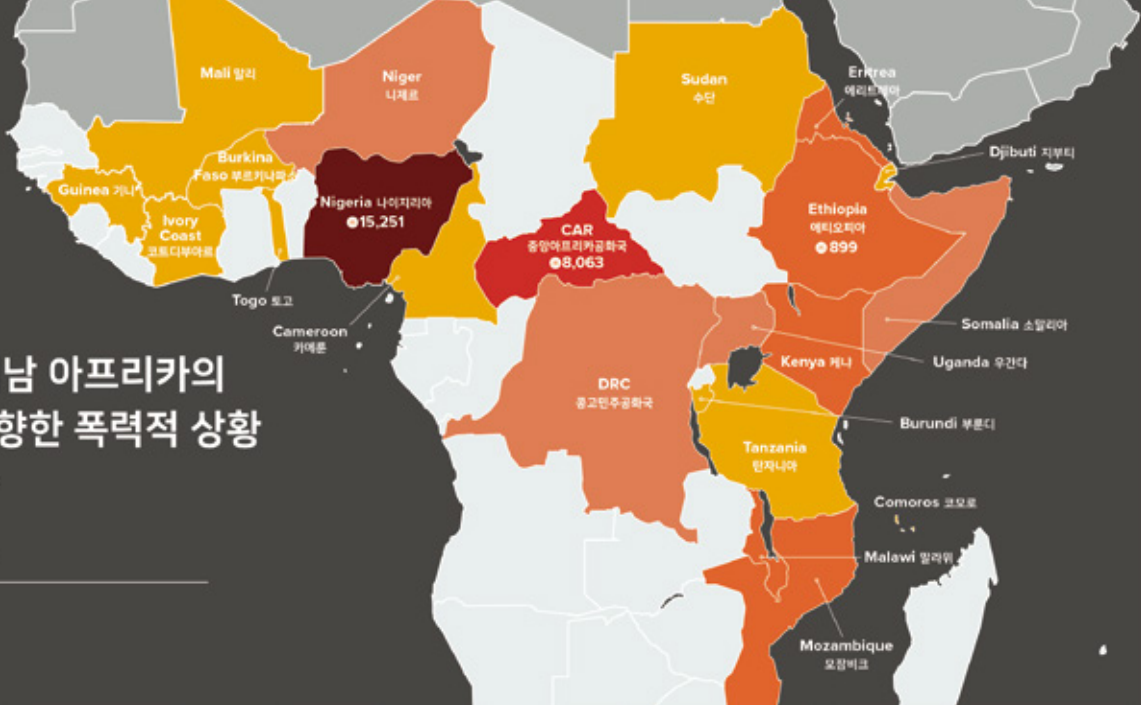 Mali 말리
Niger
니제르
Sudan
수단
Eritrea
에리트레아
Djibuti 지부티
Burkina
Faso 부르키나파소
Guinea 기니
Ivory
Coast
코트디부아르
Nigeria 나이지리아
15,251
CAR
중앙아프리카공화국
8,063
Ethiopia
에티오피아
899
Togo 토고
Cameroon
카메룬
Somalia 소말리아
Uganda 우간다
Kenya 케냐
남 아프리카의
향한 폭력적 상황
DRC
콩고민주공화국
Burundi 부룬디
Tanzania
탄자니아
Comoros 코모로
Malawi 말라위
Mozambique
모잠비크